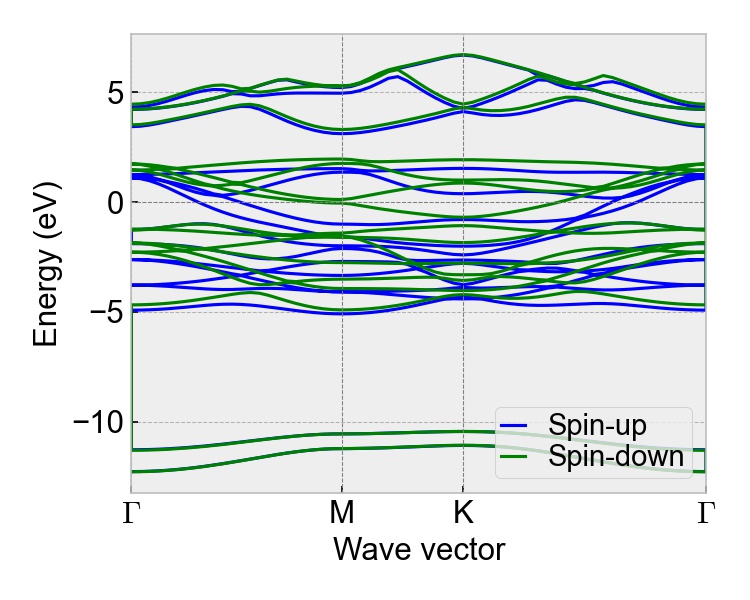 Energy (eV)
5
0
−5
−10
Spin-up
Spin-down
Γ
M
K
Γ
Wave vector